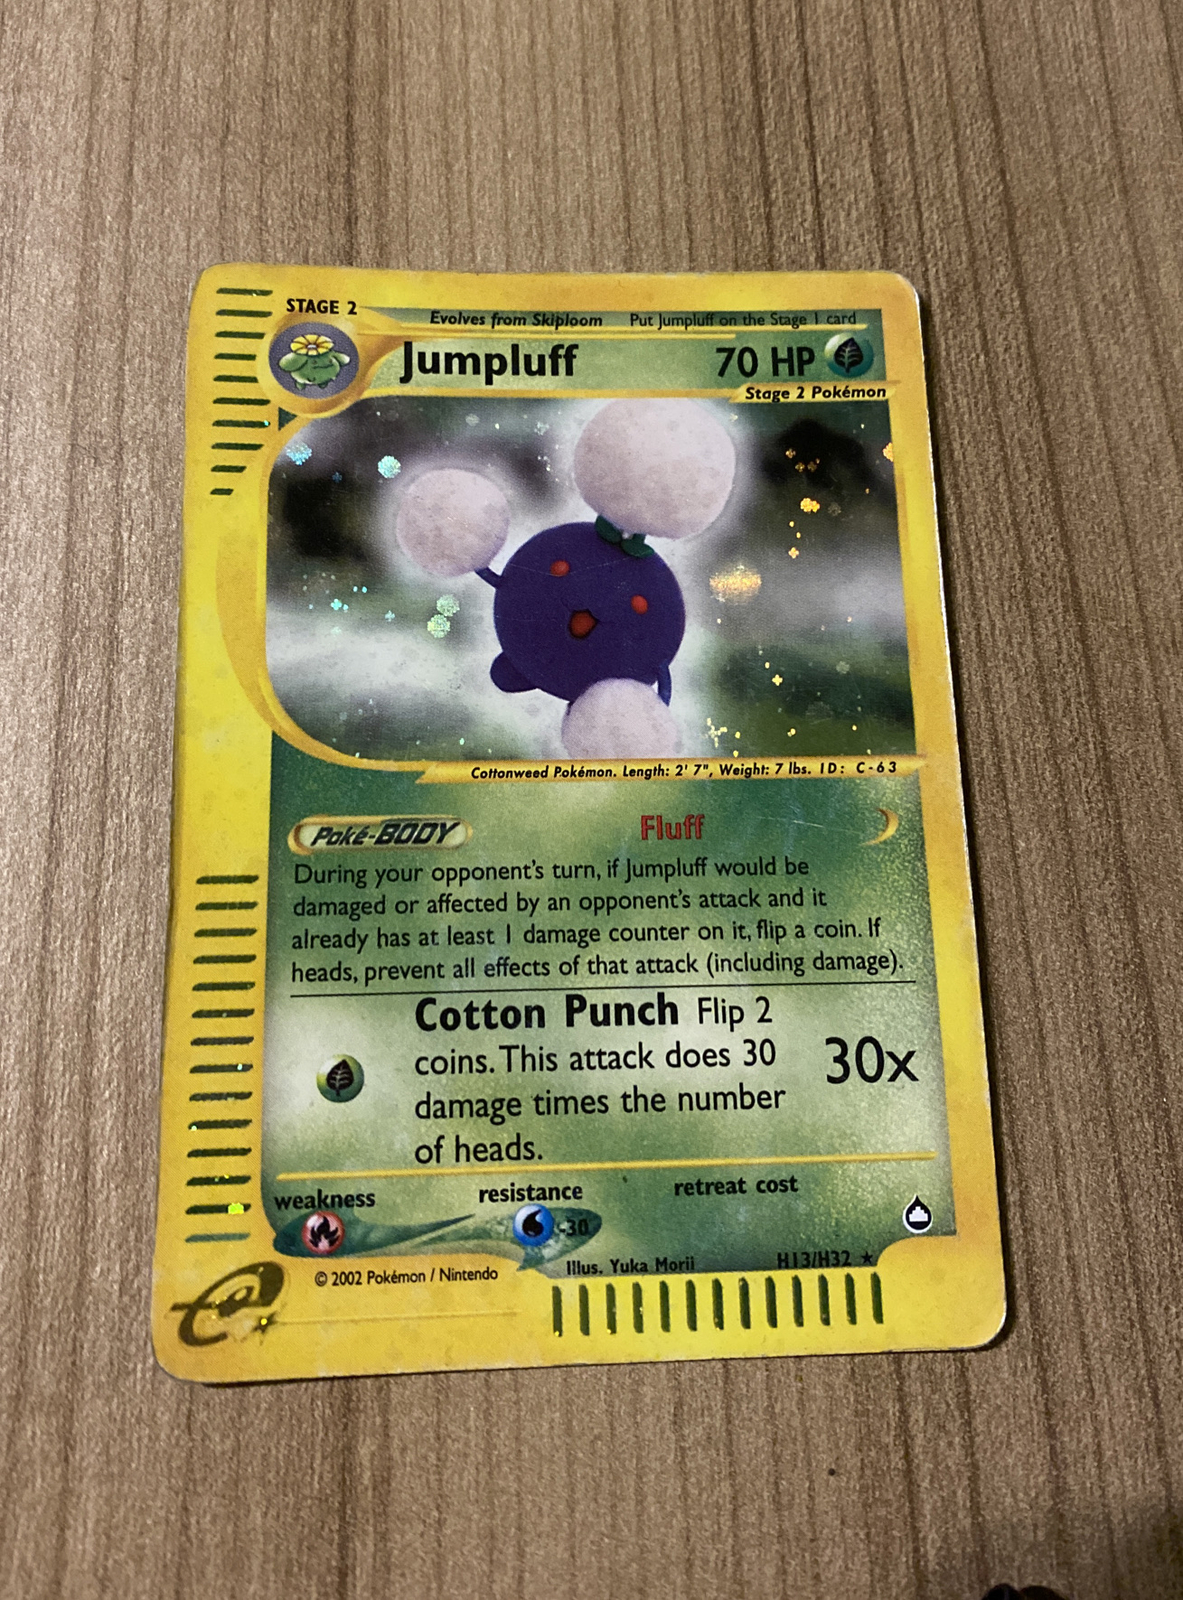 STAGE 2
Evolves from Skiploom Put Jumpluff on the Stage 1 card
Jumpluff 70 HP
Stage 2 Pokémon
Cottonweed Pokémon. Length: 2' 7", Weight: 7 lbs. ID: C-63
Poké-BODY Fluff
During your opponent's turn, if Jumpluff would be
damaged or affected by an opponent's attack and it
already has at least 1 damage counter on it, flip a coin. If
heads, prevent all effects of that attack (including damage).
Cotton Punch Flip 2
coins. This attack does 30 30x
damage times the number
of heads.
weakness resistance retreat cost
-30
© 2002 Pokémon / Nintendo Illus. Yuka Morii H13/H32 ★
e